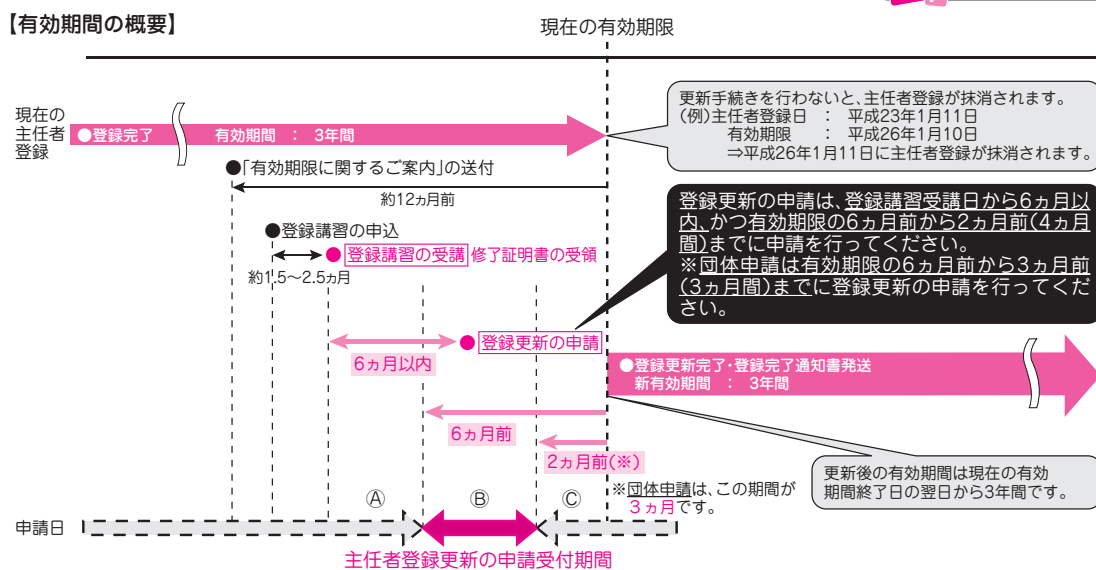 【有効期間の概要】
現在の有効期限
現在の
主任者
登録
●登録完了
有効期間 ： 3年間
更新手続きを行わないと、主任者登録が抹消されます。
(例)主任者登録日 ： 平成23年1月11日
有効期限 ： 平成26年1月10日
⇒平成26年1月11日に主任者登録が抹消されます。
●「有効期限に関するご案内」の送付
約12ヵ月前
●登録講習の申込
●登録講習の受講 修了証明書の受領
約1.5～2.5ヵ月
登録更新の申請は、登録講習受講日から6ヵ月以
内、かつ有効期限の6ヵ月前から2ヵ月前(4ヵ月
間)までに申請を行ってください。
※団体申請は有効期限の6ヵ月前から3ヵ月前
(3ヵ月間)までに登録更新の申請を行ってくだ
さい。
●登録更新の申請
6ヵ月以内
●登録更新完了・登録完了通知書発送
新有効期間 ： 3年間
6ヵ月前
2ヵ月前(※)
更新後の有効期間は現在の有効
期間終了日の翌日から3年間です。
※団体申請は、この期間が
3ヵ月です。
Ⓐ Ⓑ Ⓒ
申請日
主任者登録更新の申請受付期間